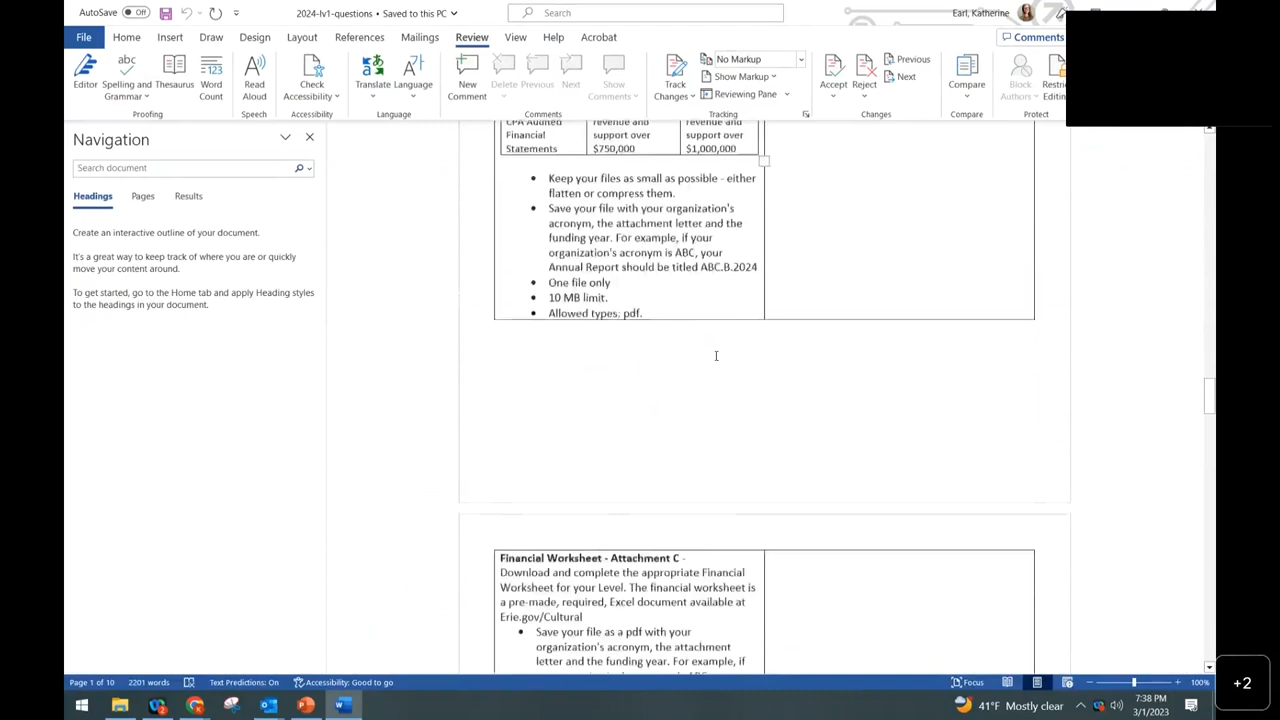 AutoSave Off
2024-lv1-questions • Saved to this PC
Search
Earl, Katherine
File Home Insert Draw Design Layout References Mailings Review View Help Acrobat
Comments
Editor
Spelling and Grammar
Thesaurus
Word Count
Read Aloud
Check Accessibility
Translate
Language
New Comment
Delete
Previous
Next
Show Comments
Track Changes
No Markup
Show Markup
Reviewing Pane
Accept
Reject
Previous
Next
Compare
Block Authors
Restri
Editin
Proofing Speech Accessibility Language Comments Tracking Changes Compare Protect
Navigation
Search document
Headings Pages Results
Create an interactive outline of your document.
It's a great way to keep track of where you are or quickly
move your content around.
To get started, go to the Home tab and apply Heading styles
to the headings in your document.
CPA Audited
Financial
Statements
revenue and
support over
$750,000
revenue and
support over
$1,000,000
• Keep your files as small as possible - either
flatten or compress them.
• Save your file with your organization's
acronym, the attachment letter and the
funding year. For example, if your
organization's acronym is ABC, your
Annual Report should be titled ABC.B.2024
• One file only
• 10 MB limit.
• Allowed types: pdf.
Financial Worksheet - Attachment C -
Download and complete the appropriate Financial
Worksheet for your Level. The financial worksheet is
a pre-made, required, Excel document available at
Erie.gov/Cultural
• Save your file as a pdf with your
organization's acronym, the attachment
letter and the funding year. For example, if
Page 1 of 10 2201 words Text Predictions: On Accessibility: Good to go Focus 100%
41°F Mostly clear
7:38 PM
3/1/2023
+2